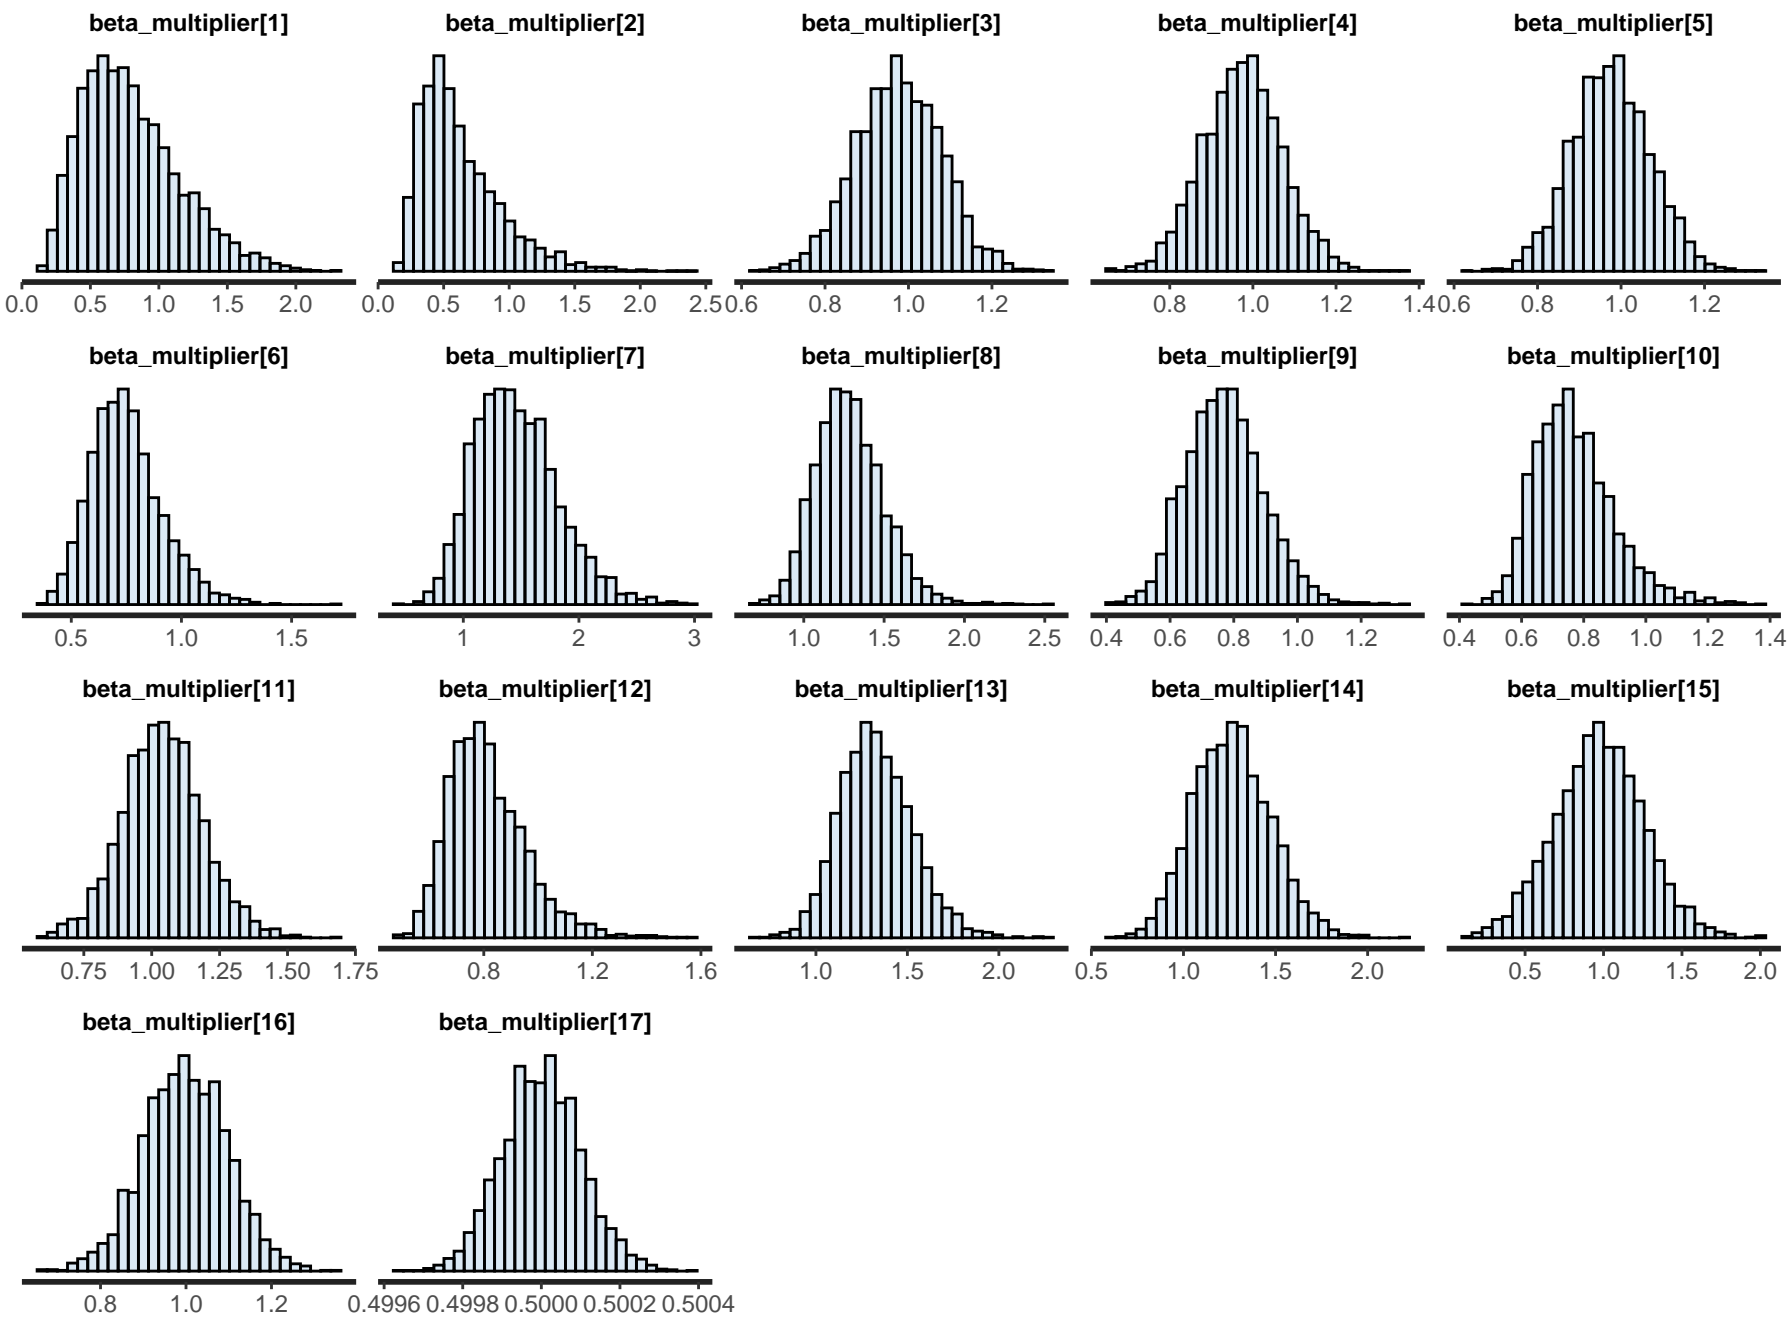 beta_multiplier[1] beta_multiplier[2] beta_multiplier[3] beta_multiplier[4] beta_multiplier[5]
0.0 0.5 1.0 1.5 2.0 0.0 0.5 1.0 1.5 2.0 2.5 0.6 0.8 1.0 1.2 0.8 1.0 1.2 1.4 0.6 0.8 1.0 1.2
beta_multiplier[6] beta_multiplier[7] beta_multiplier[8] beta_multiplier[9] beta_multiplier[10]
0.5 1.0 1.5 1 2 3 1.0 1.5 2.0 2.5 0.4 0.6 0.8 1.0 1.2 0.4 0.6 0.8 1.0 1.2 1.4
beta_multiplier[11] beta_multiplier[12] beta_multiplier[13] beta_multiplier[14] beta_multiplier[15]
0.75 1.00 1.25 1.50 1.75 0.8 1.2 1.6 1.0 1.5 2.0 0.5 1.0 1.5 2.0 0.5 1.0 1.5 2.0
beta_multiplier[16] beta_multiplier[17]
0.8 1.0 1.2 0.4996 0.4998 0.5000 0.5002 0.5004